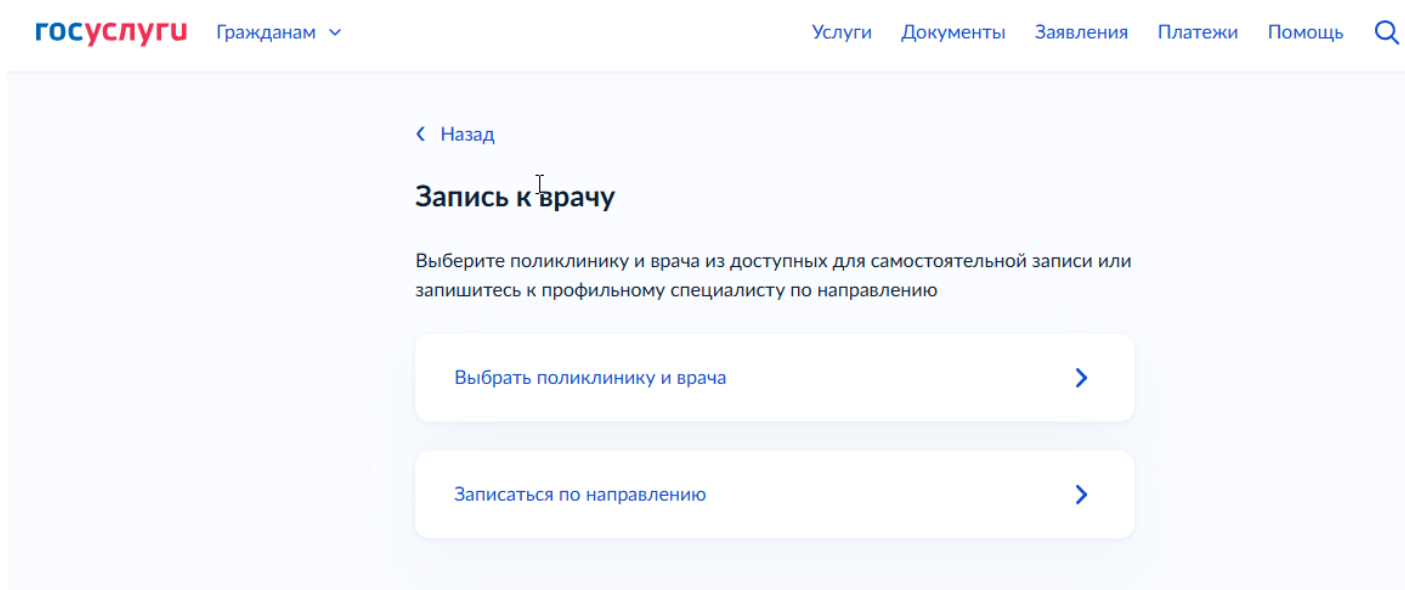 госуслуги Гражданам Услуги Документы Заявления Платежи Помощь
Назад
Запись к врачу
Выберите поликлинику и врача из доступных для самостоятельной записи или
запишитесь к профильному специалисту по направлению
Выбрать поликлинику и врача
Записаться по направлению